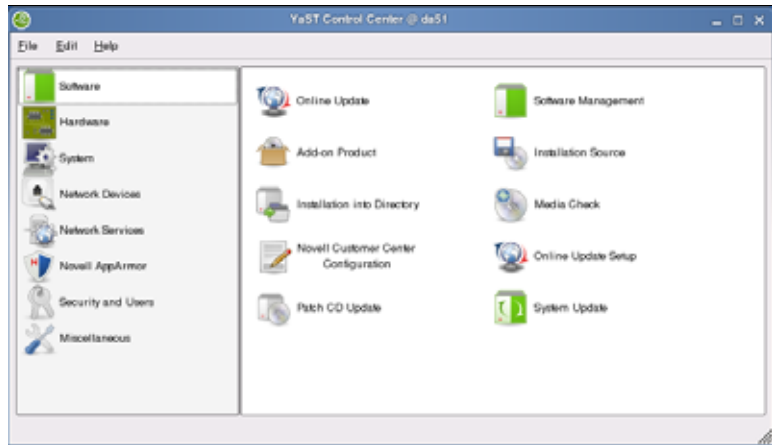 YaST Control Center @ da51
File Edit Help
Software
Hardware
System
Network Devices
Network Services
Novell AppArmor
Security and Users
Miscellaneous
Online Update
Software Management
Add-on Product
Installation Source
Installation into Directory
Media Check
Novell Customer Center
Configuration
Online Update Setup
Patch CD Update
System Update